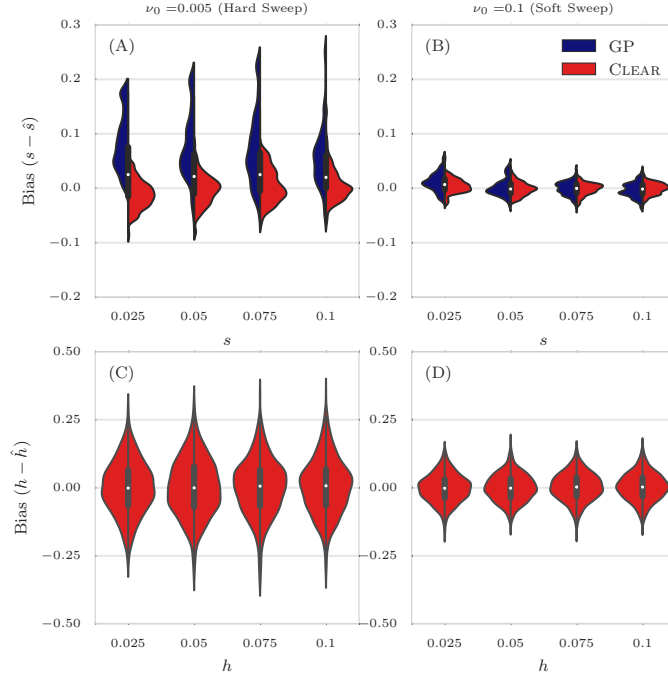 ν₀ =0.005 (Hard Sweep)
ν₀ =0.1 (Soft Sweep)
(A)
0.3
0.2
0.1
0.0
−0.1
−0.2
Bias (s − ŝ)
0.025 0.05 0.075 0.1
s
(B)
GP
CLEAR
0.3
0.2
0.1
0.0
−0.1
−0.2
0.025 0.05 0.075 0.1
s
(C)
0.50
0.25
0.00
−0.25
−0.50
Bias (h − ĥ)
0.025 0.05 0.075 0.1
h
(D)
0.50
0.25
0.00
−0.25
−0.50
0.025 0.05 0.075 0.1
h